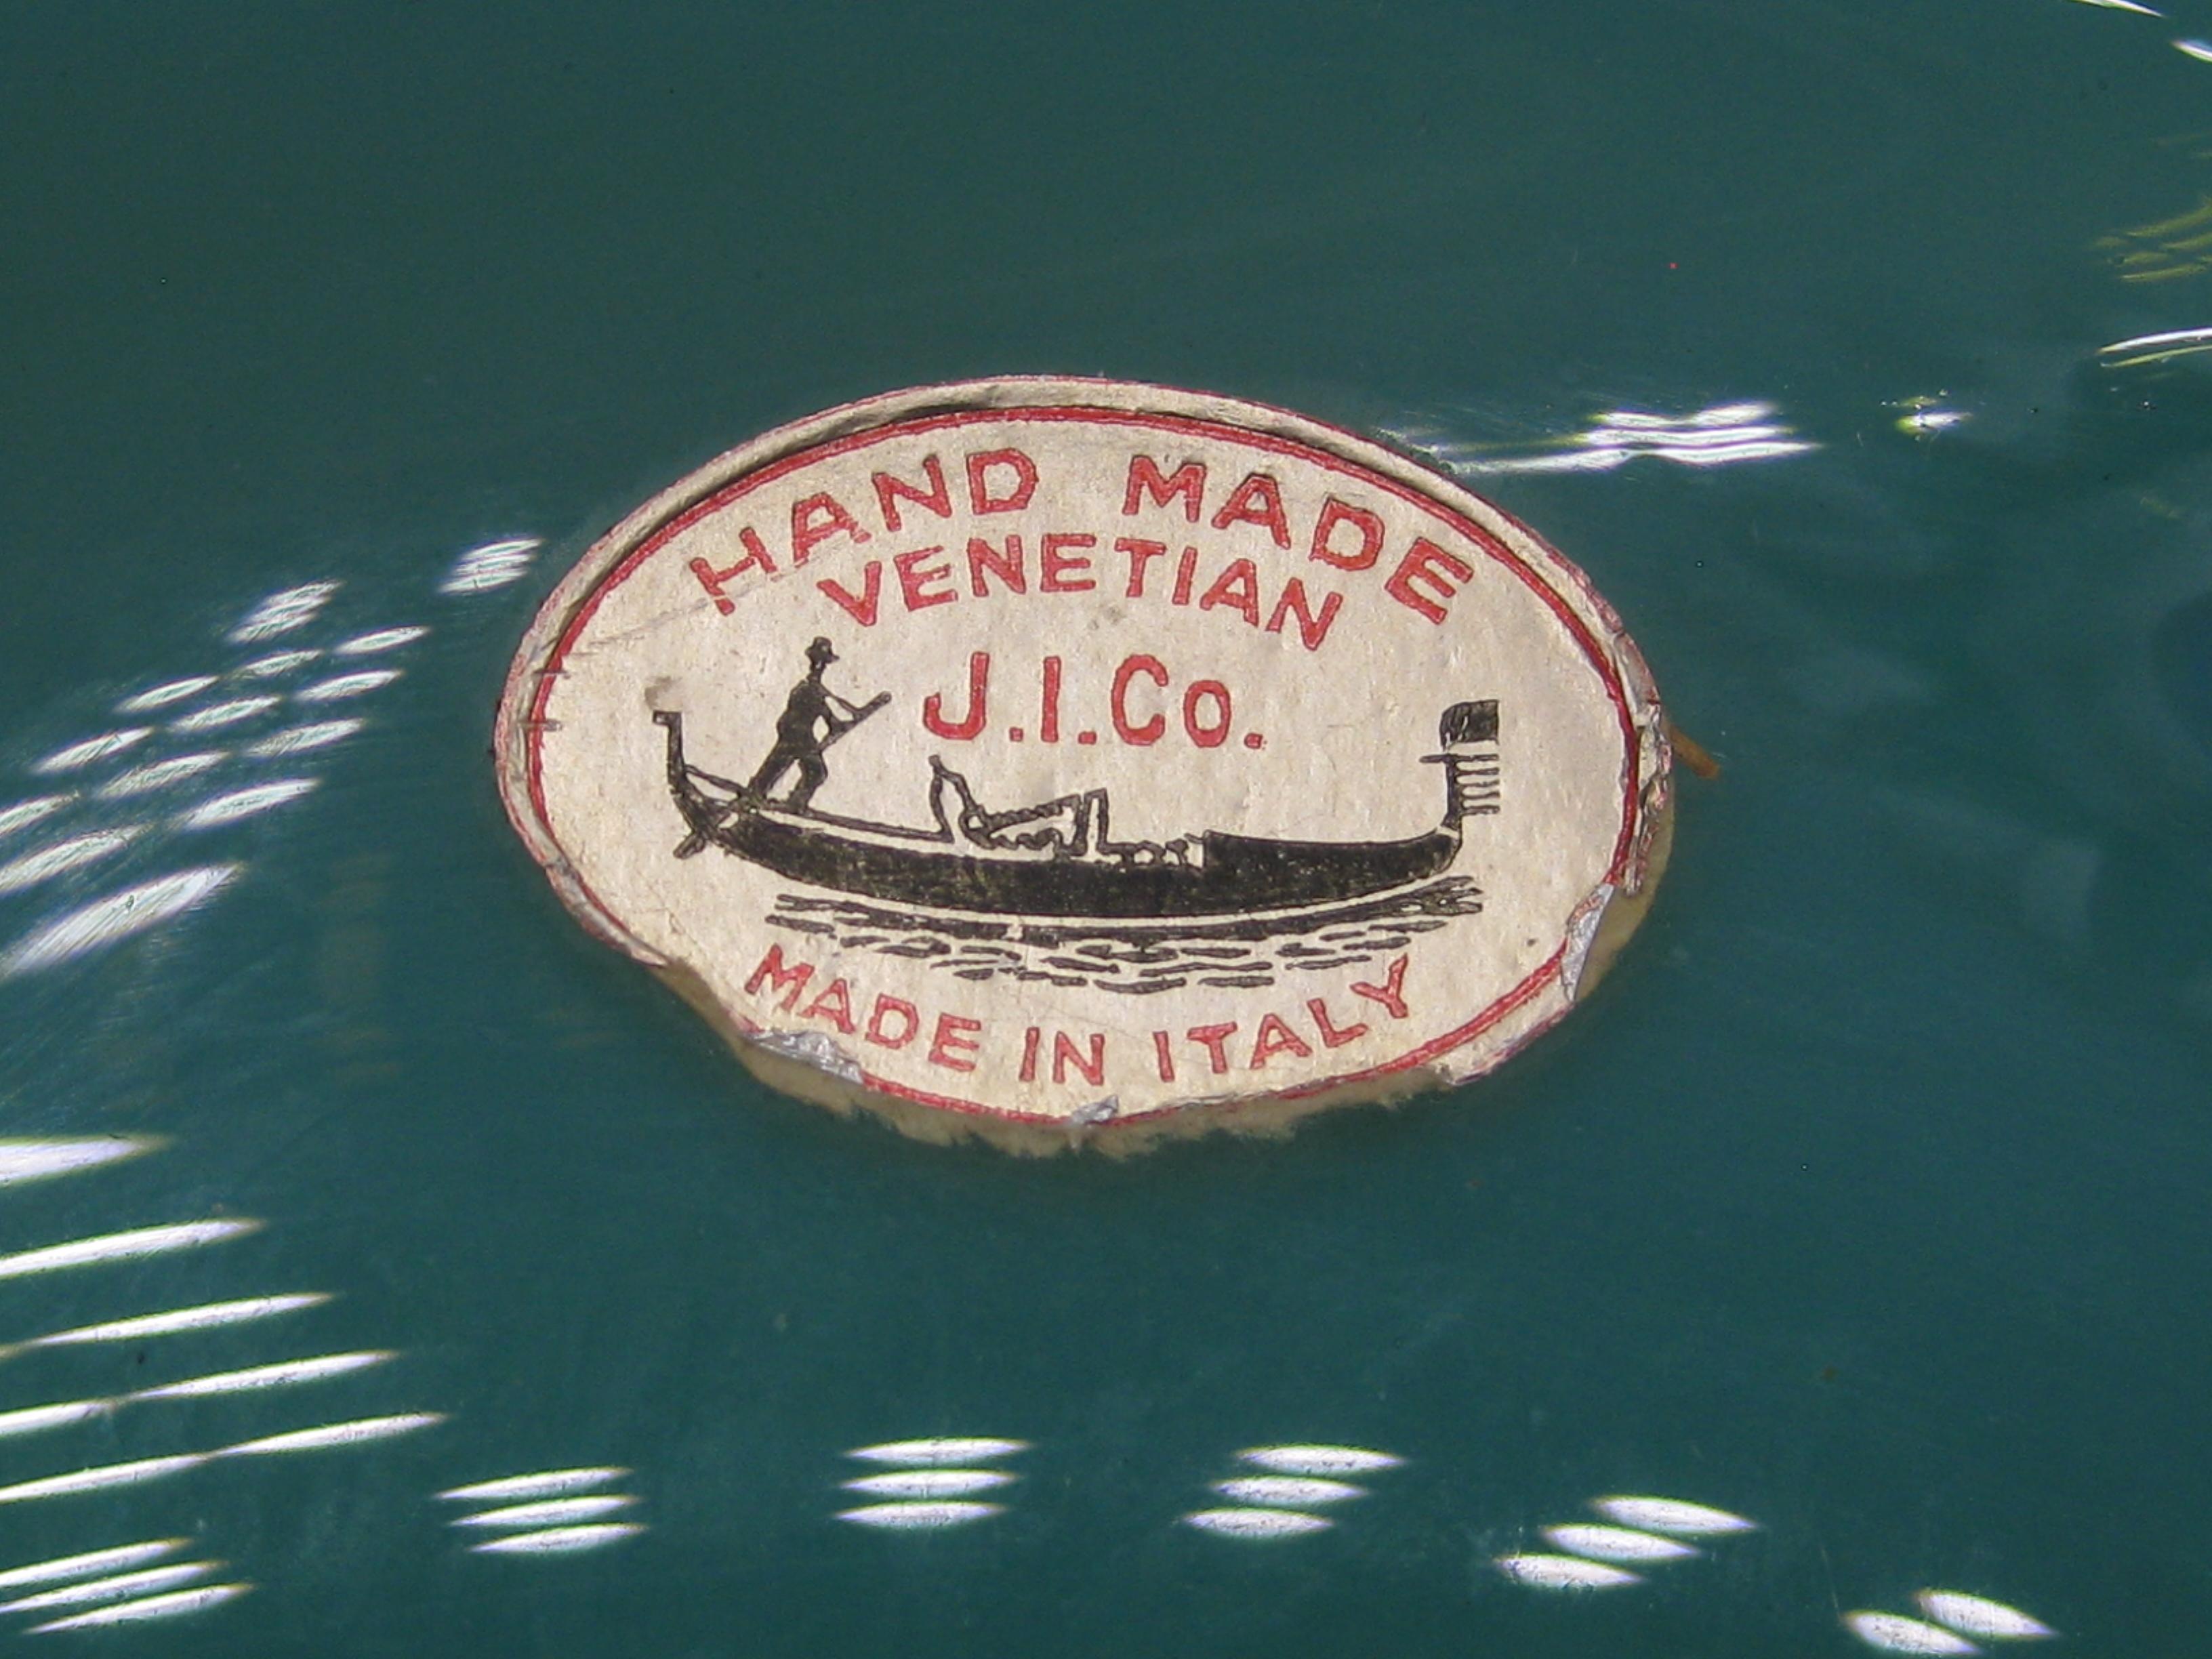 HAND MADE
VENETIAN
J.I.Co.
MADE IN ITALY